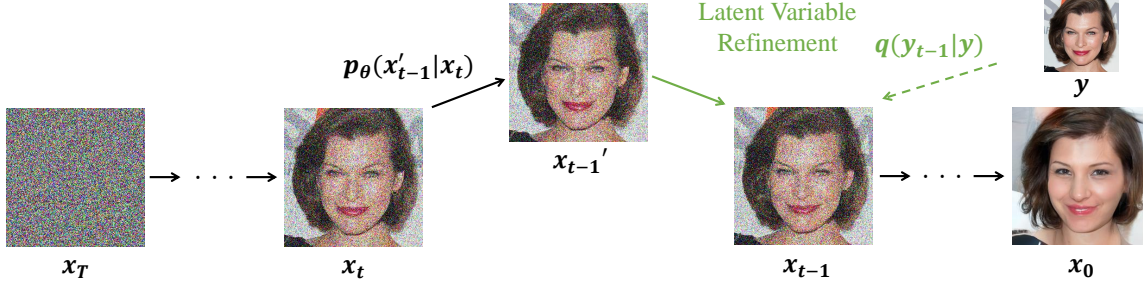 Latent Variable
Refinement
q(y_{t−1}|y)
p_θ(x′_{t−1}|x_t)
y
x_{t−1}′
x_T
x_t
x_{t−1}
x_0